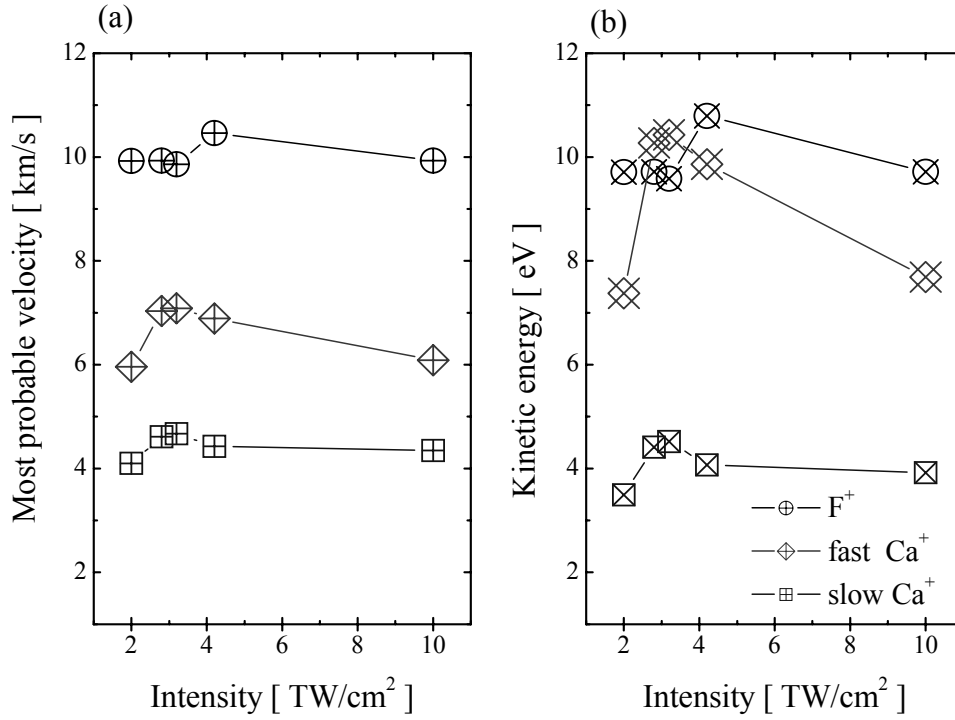 (a)
(b)
Most probable velocity [ km/s ]
12
10
8
6
4
2
2 4 6 8 10
Intensity [ TW/cm² ]
Kinetic energy [ eV ]
12
10
8
6
4
2
F⁺
fast Ca⁺
slow Ca⁺
2 4 6 8 10
Intensity [ TW/cm² ]